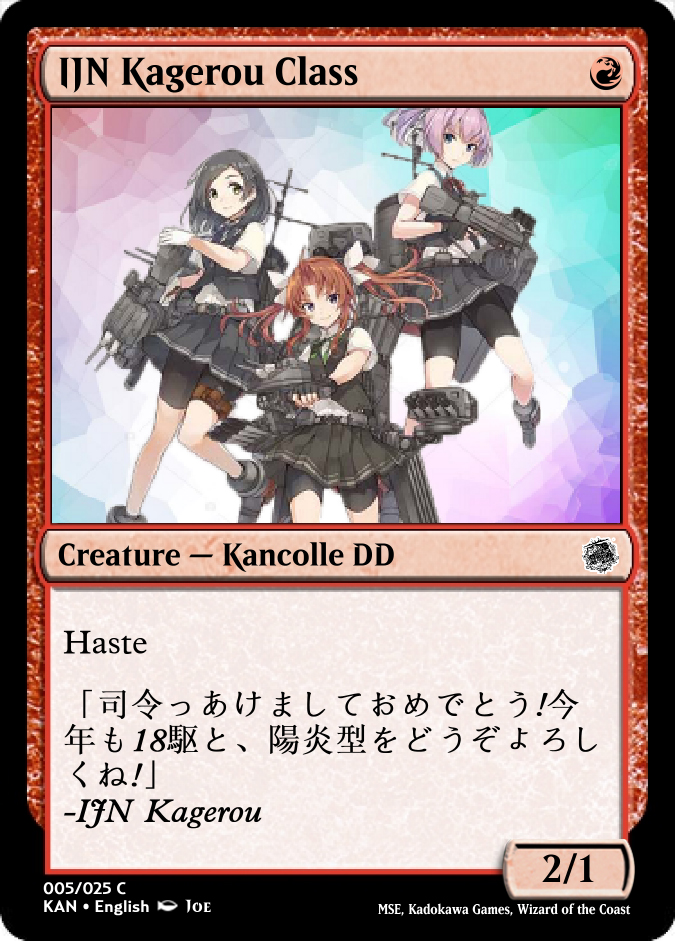 IJN Kagerou Class
Creature — Kancolle DD
Haste
「司令っあけましておめでとう!今
年も18駆と、陽炎型をどうぞよろし
くね!」
-IJN Kagerou
2/1
005/025 C
KAN • English JOE
MSE, Kadokawa Games, Wizard of the Coast